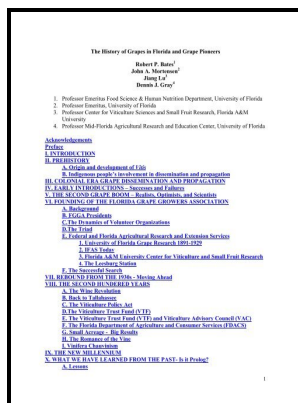 The History of Grapes in Florida and Grape Pioneers
Robert P. Bates1
John A. Mortensen2
Jiang Lu3
Dennis J. Gray4
1. Professor Emeritus Food Science & Human Nutrition Department, University of Florida
2. Professor Emeritus, University of Florida
3. Professor Center for Viticulture Sciences and Small Fruit Research, Florida A&M
University
4. Professor Mid-Florida Agricultural Research and Education Center, University of Florida
Acknowledgements
Preface
I. INTRODUCTION
II. PREHISTORY
A. Origin and development of Vitis
B. Indigenous people's involvement in dissemination and propagation
III. COLONIAL ERA GRAPE DISSEMINATION AND PROPAGATION
IV. EARLY INTRODUCTIONS – Successes and Failures
V. THE SECOND GRAPE BOOM – Realists, Optimists, and Scientists
VI. FOUNDING OF THE FLORIDA GRAPE GROWERS ASSOCIATION
A. Background
B. FGGA Presidents
C.The Dynamics of Volunteer Organizations
D.The Triad
E. Federal and Florida Agricultural Research and Extension Services
1. University of Florida Grape Research 1891-1929
2. IFAS Today
3. Florida A&M University Center for Viticulture and Small Fruit Research
4. The Leesburg Station
F. The Successful Search
VII. REBOUND FROM THE 1930s - Moving Ahead
VIII. THE SECOND HUNDERED YEARS
A. The Wine Revolution
B. Back to Tallahassee
C. The Viticulture Policy Act
D.The Viticulture Trust Fund (VTF)
E. The Viticulture Trust Fund (VTF) and Viticulture Advisory Council (VAC)
F. The Florida Department of Agriculture and Consumer Services (FDACS)
G. Small Acreage - Big Results
H. The Romance of the Vine
I. Vinifera Chauvinism
IX. THE NEW MILLENNIUM
X. WHAT WE HAVE LEARNED FROM THE PAST- Is it Prolog?
A. Lessons
1